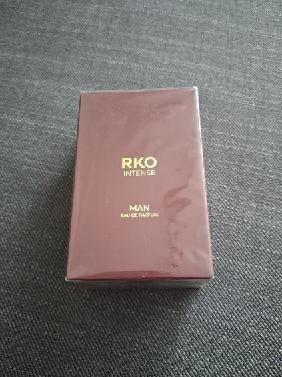 RKO
INTENSE
MAN
EAU DE PARFUM